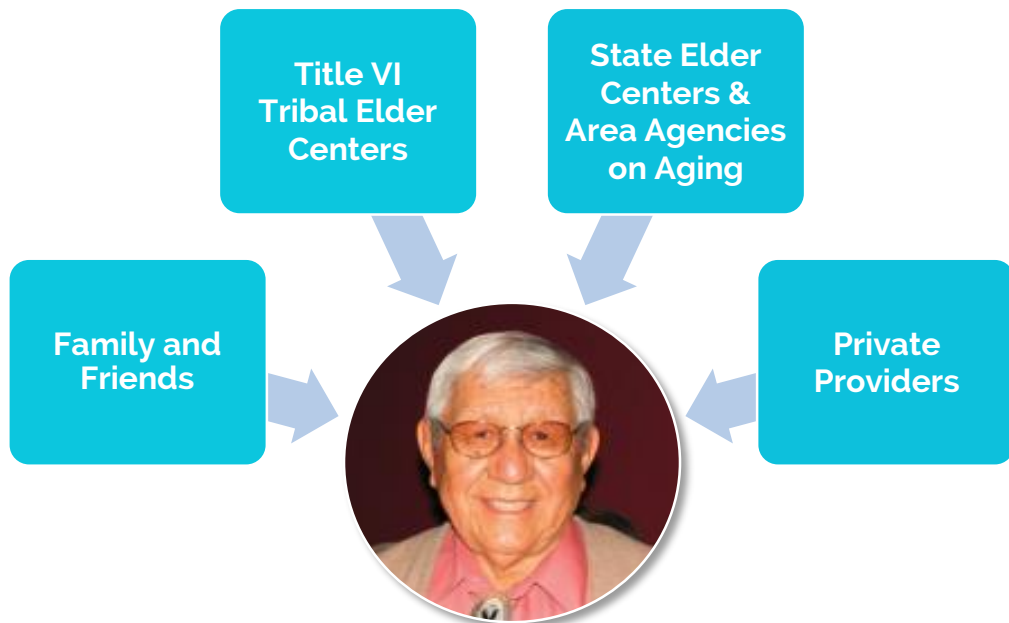 Title VI
Tribal Elder
Centers
State Elder
Centers &
Area Agencies
on Aging
Family and
Friends
Private
Providers